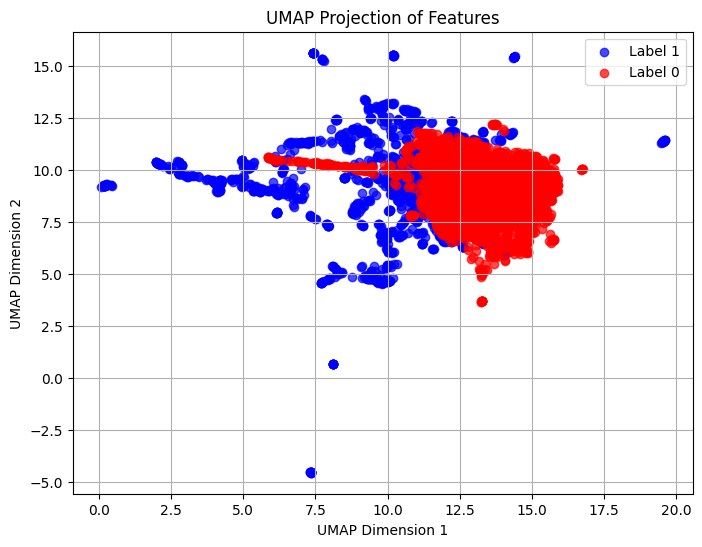 UMAP Projection of Features
Label 1
Label 0
15.0
12.5
10.0
7.5
5.0
2.5
0.0
−2.5
−5.0
UMAP Dimension 2
0.0 2.5 5.0 7.5 10.0 12.5 15.0 17.5 20.0
UMAP Dimension 1